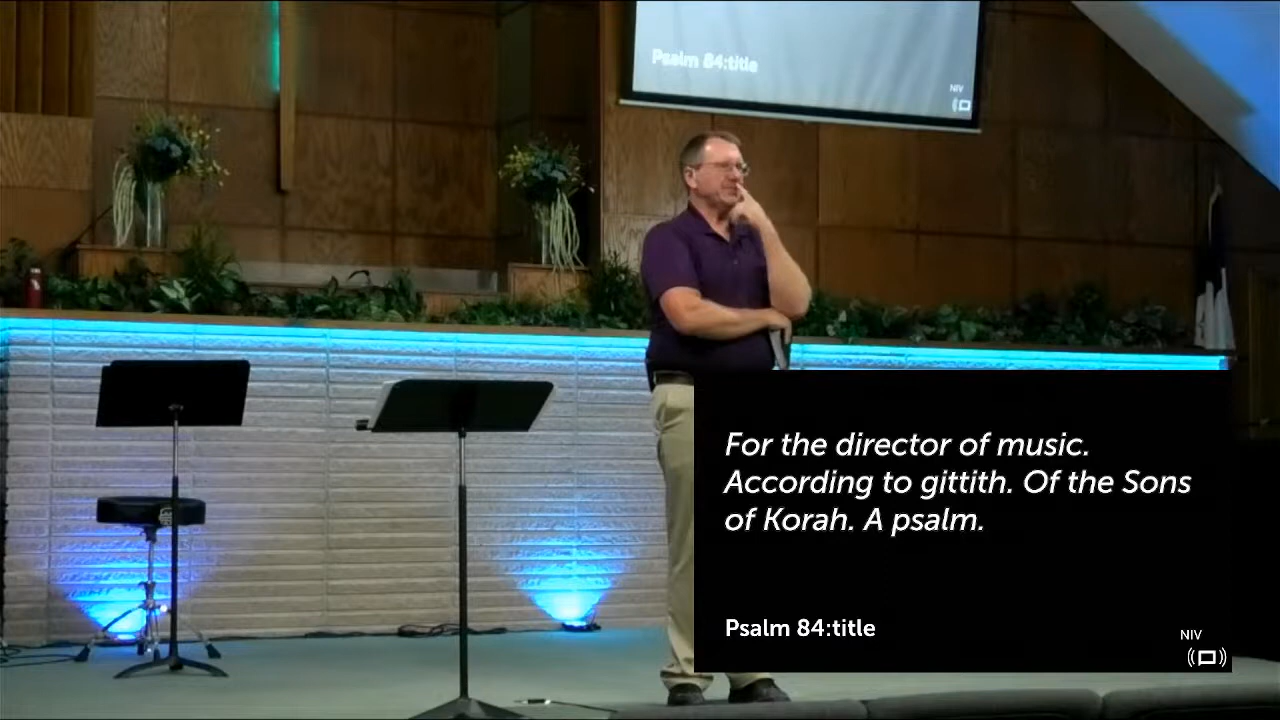 Psalm 84:title
NIV
For the director of music.
According to gittith. Of the Sons
of Korah. A psalm.
Psalm 84:title
NIV